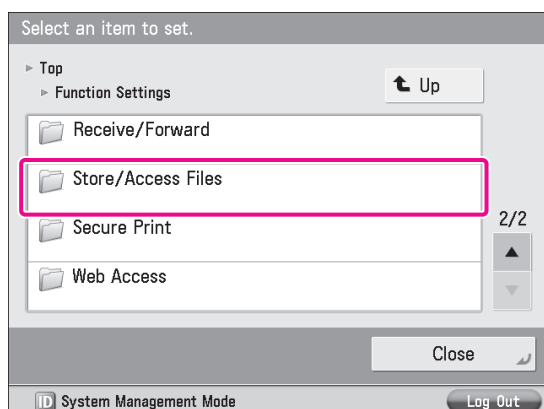 Select an item to set.
Top
Function Settings
Up
Receive/Forward
Store/Access Files
Secure Print
2/2
Web Access
Close
ID System Management Mode
Log Out